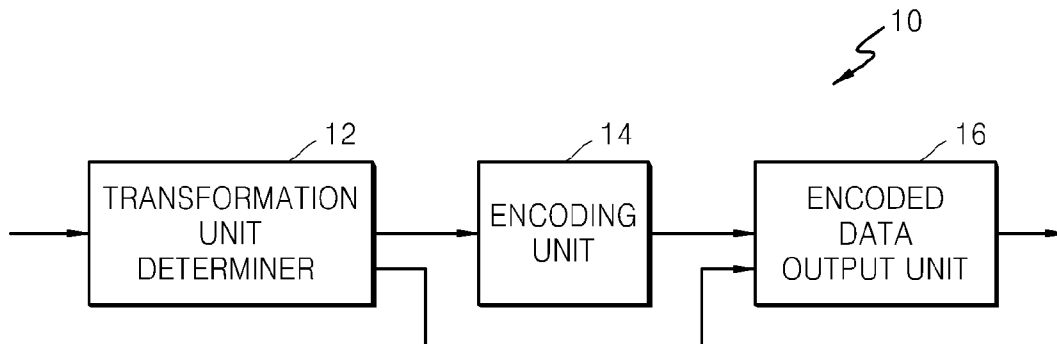 10
12
TRANSFORMATION
UNIT
DETERMINER
14
ENCODING
UNIT
16
ENCODED
DATA
OUTPUT UNIT